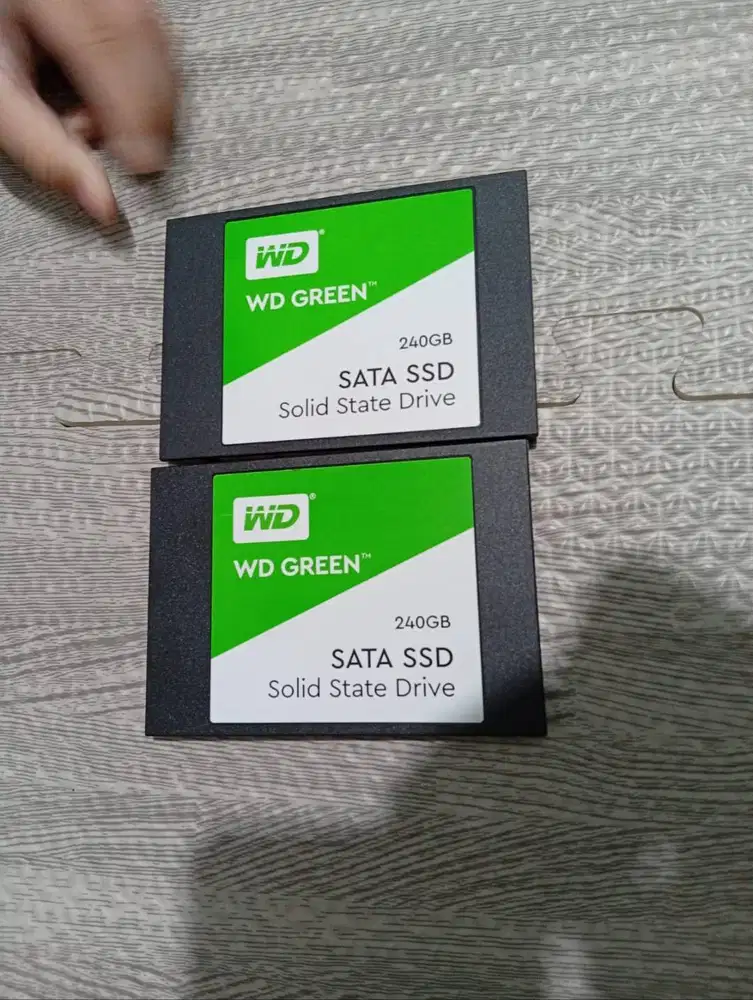 WD®
WD GREEN™
240GB
SATA SSD
Solid State Drive
WD®
WD GREEN™
240GB
SATA SSD
Solid State Drive